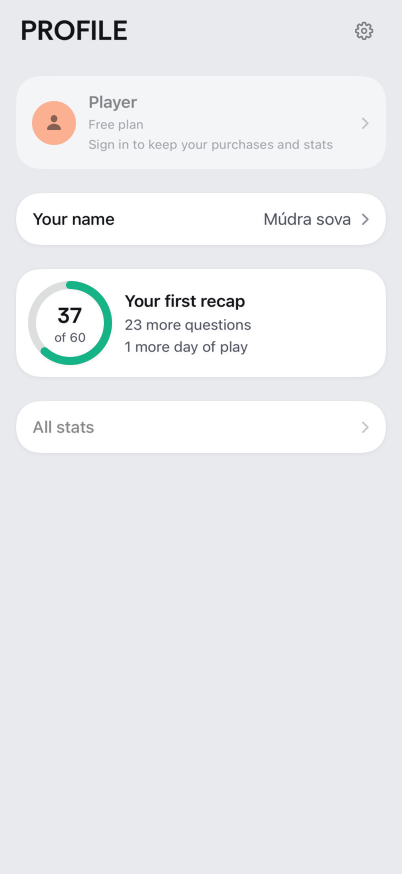 PROFILE
Player
Free plan
Sign in to keep your purchases and stats
Your name
Múdra sova
37
of 60
Your first recap
23 more questions
1 more day of play
All stats